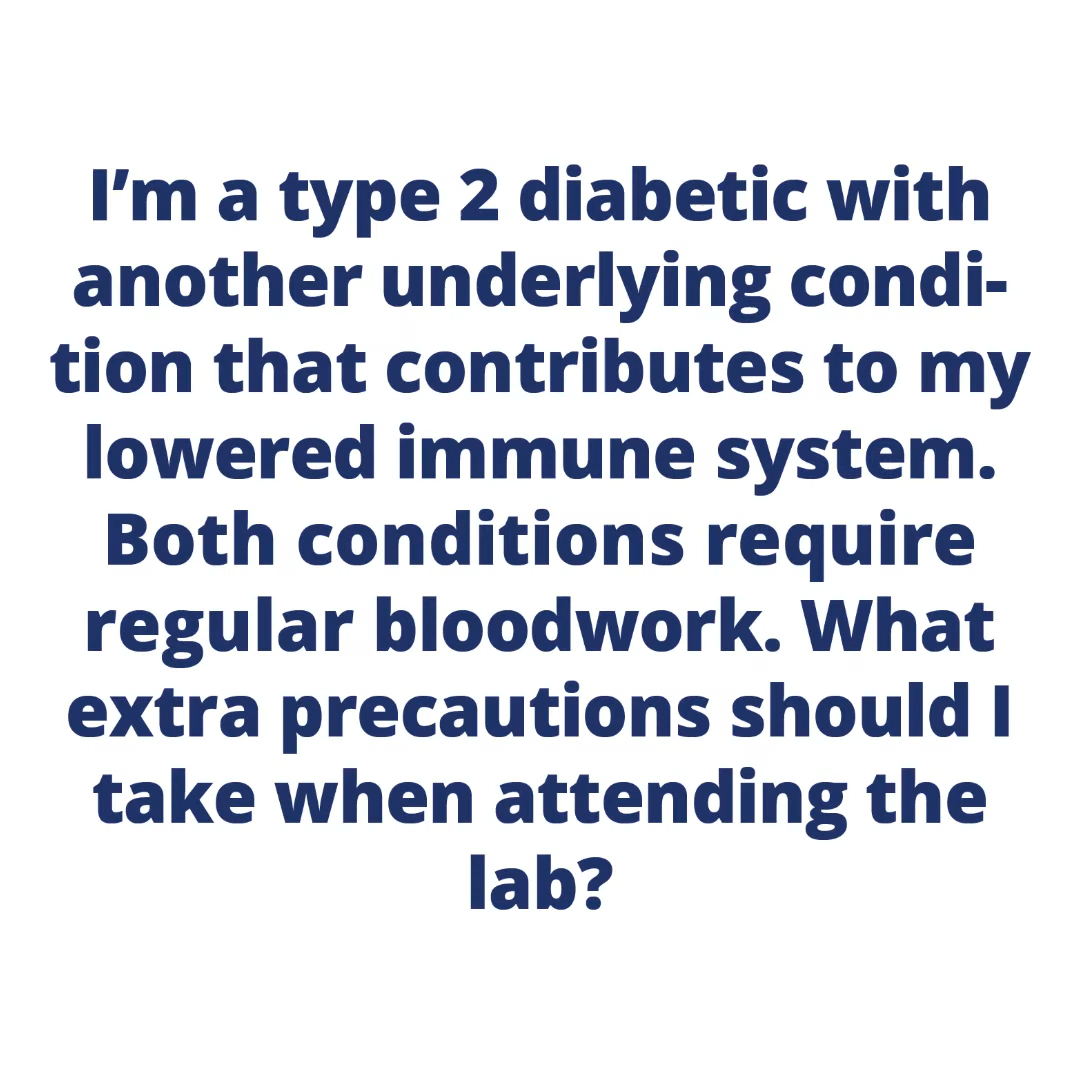 I’m a type 2 diabetic with
another underlying condi-
tion that contributes to my
lowered immune system.
Both conditions require
regular bloodwork. What
extra precautions should I
take when attending the
lab?